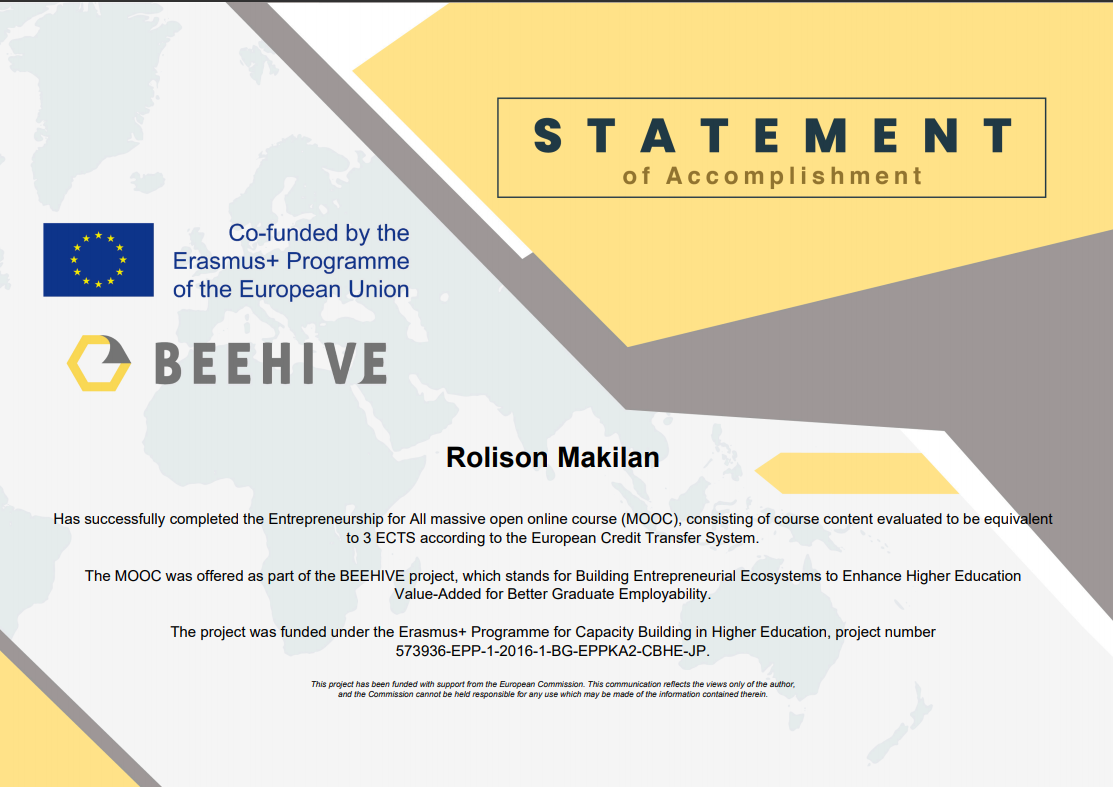 STATEMENT
of Accomplishment
Co-funded by the
Erasmus+ Programme
of the European Union
BEEHIVE
Rolison Makilan
Has successfully completed the Entrepreneurship for All massive open online course (MOOC), consisting of course content evaluated to be equivalent
to 3 ECTS according to the European Credit Transfer System.
The MOOC was offered as part of the BEEHIVE project, which stands for Building Entrepreneurial Ecosystems to Enhance Higher Education
Value-Added for Better Graduate Employability.
The project was funded under the Erasmus+ Programme for Capacity Building in Higher Education, project number
573936-EPP-1-2016-1-BG-EPPKA2-CBHE-JP.
This project has been funded with support from the European Commission. This communication reflects the views only of the author,
and the Commission cannot be held responsible for any use which may be made of the information contained therein.